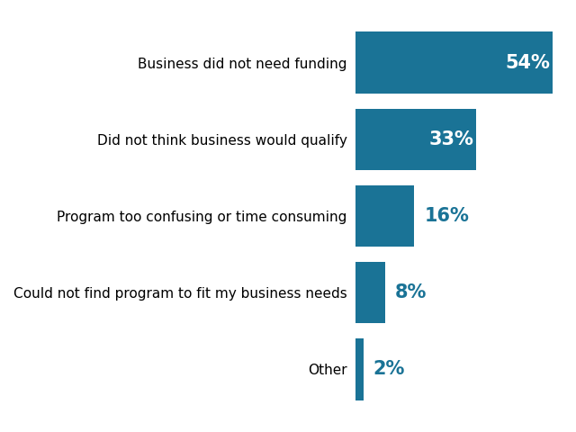 Business did not need funding 54%
Did not think business would qualify 33%
Program too confusing or time consuming 16%
Could not find program to fit my business needs 8%
Other 2%